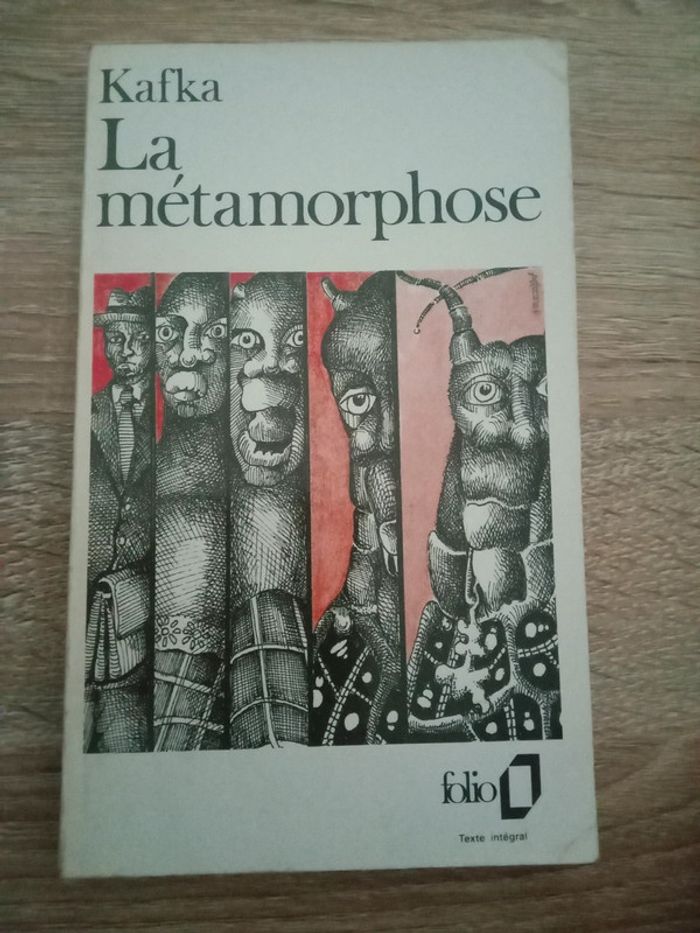 Kafka
La
métamorphose
folio
Texte intégral